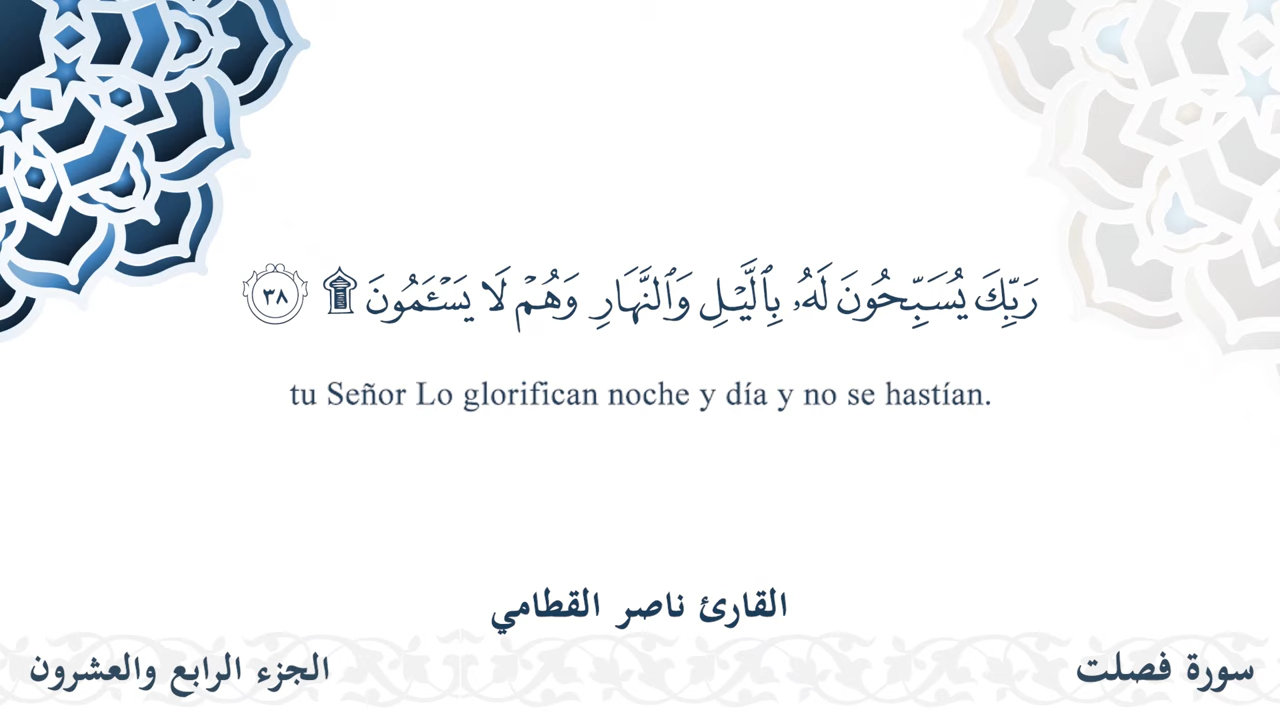 رَبِّكَ يُسَبِّحُونَ لَهُۥ بِٱلَّيْلِ وَٱلنَّهَارِ وَهُمْ لَا يَسْـَٔمُونَ ۩ ٣٨
tu Señor Lo glorifican noche y día y no se hastían.
القارئ ناصر القطامي
سورة فصلت
الجزء الرابع والعشرون